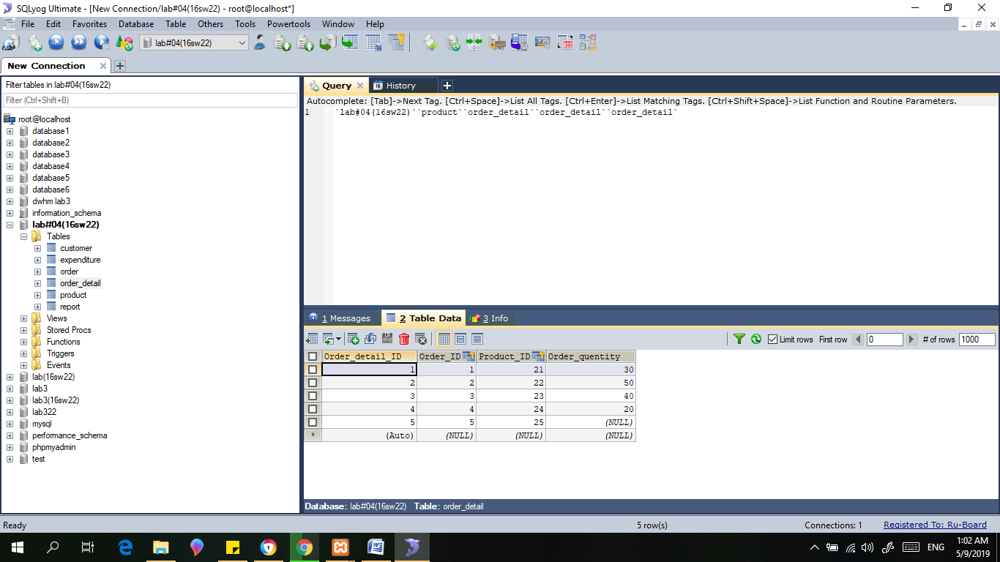 SQLyog Ultimate - [New Connection/lab#04(16sw22) - root@localhost*]
File Edit Favorites Database Table Others Tools Powertools Window Help
lab#04(16sw22)
New Connection
Filter tables in lab#04(16sw22)
Filter (Ctrl+Shift+B)
root@localhost
database1
database2
database3
database4
database5
database6
dwhm lab3
information_schema
lab#04(16sw22)
Tables
customer
expenditure
order
order_detail
product
report
Views
Stored Procs
Functions
Triggers
Events
lab(16sw22)
lab3
lab3(16sw22)
lab322
mysql
performance_schema
phpmyadmin
test
Query History
Autocomplete: [Tab]->Next Tag. [Ctrl+Space]->List All Tags. [Ctrl+Enter]->List Matching Tags. [Ctrl+Shift+Space]->List Function and Routine Parameters.
1 `lab#04(16sw22)``product``order_detail``order_detail``order_detail`
1 Messages 2 Table Data 3 Info
Limit rows First row 0 # of rows 1000
Order_detail_ID Order_ID Product_ID Order_quentity
1 1 21 30
2 2 22 50
3 3 23 40
4 4 24 20
5 5 25 (NULL)
* (Auto) (NULL) (NULL) (NULL)
Database: lab#04(16sw22) Table: order_detail
Ready 5 row(s) Connections: 1 Registered To: Ru-Board
ENG 1:02 AM
5/9/2019